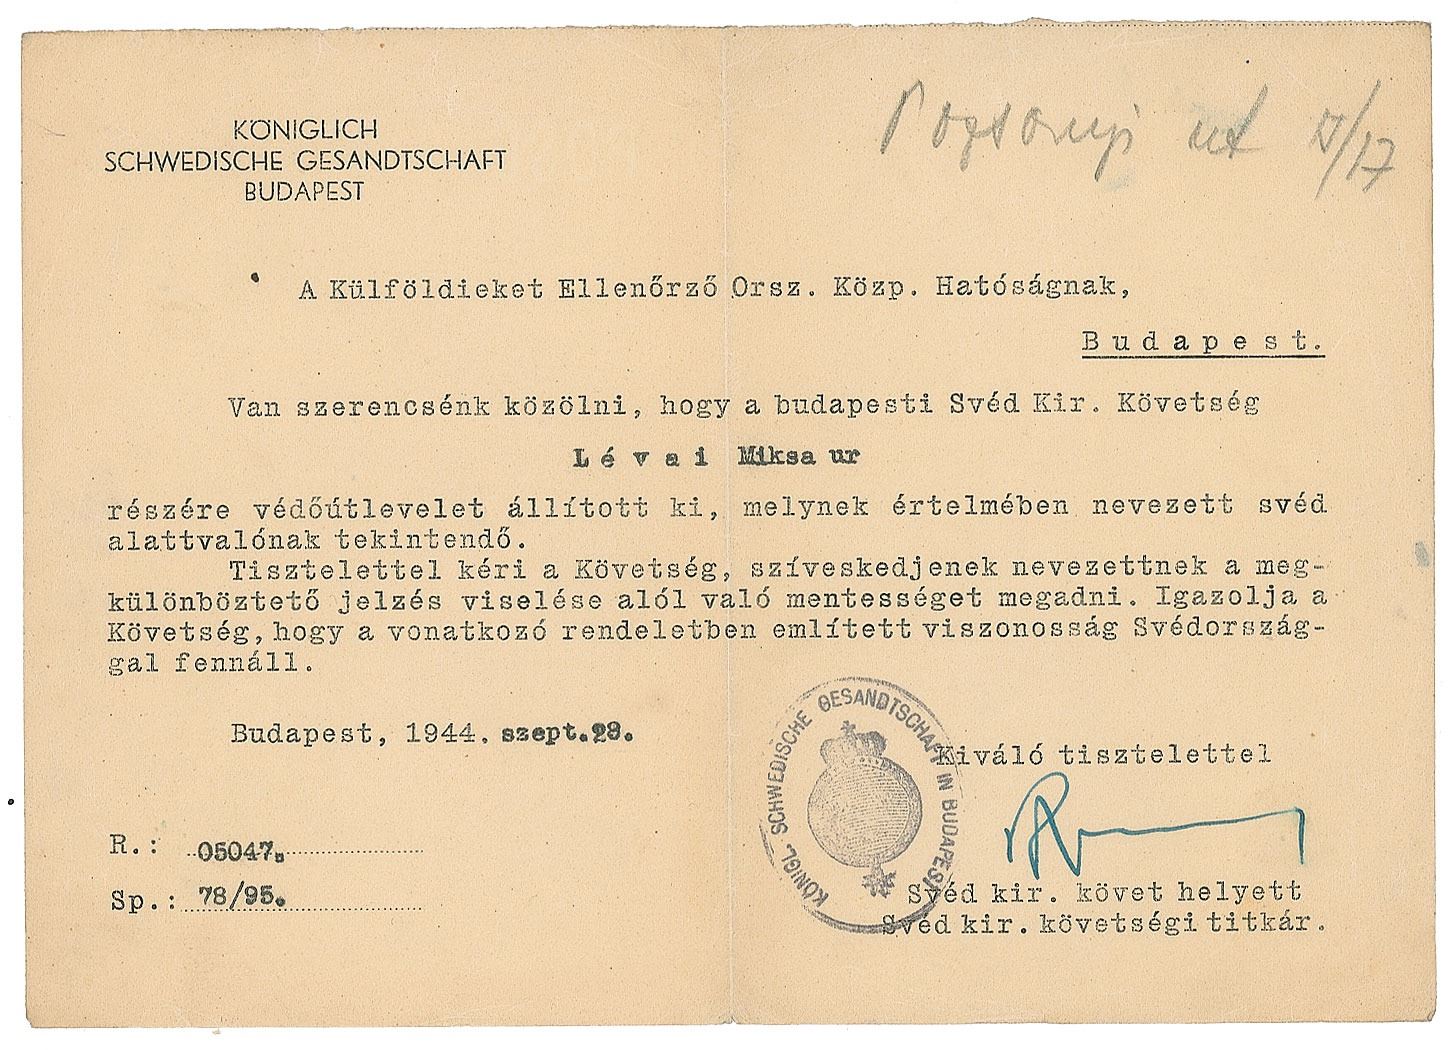 KÖNIGLICH
SCHWEDISCHE GESANDTSCHAFT
BUDAPEST
Pozsonyi ut
A Külföldieket Ellenőrző Orsz. Közp. Hatóságnak,
Budapest.
Van szerencsénk közölni, hogy a budapesti Svéd Kir. Követség
Lévai Miksa ur
részére védőútlevelet állított ki, melynek értelmében nevezett svéd
alattvalónak tekintendő.
Tisztelettel kéri a Követség, szíveskedjenek nevezettnek a meg-
különböztető jelzés viselése alól való mentességet megadni. Igazolja a
Követség, hogy a vonatkozó rendeletben említett viszonosság Svédország-
gal fennáll.
Budapest, 1944. szept.
Kiváló tisztelettel
KÖNIGL. SCHWEDISCHE GESANDTSCHAFT IN BUDAPEST
R.: 05047.
Sp.: 78/95.
Svéd kir. követ helyett
Svéd kir. követségi titkár.